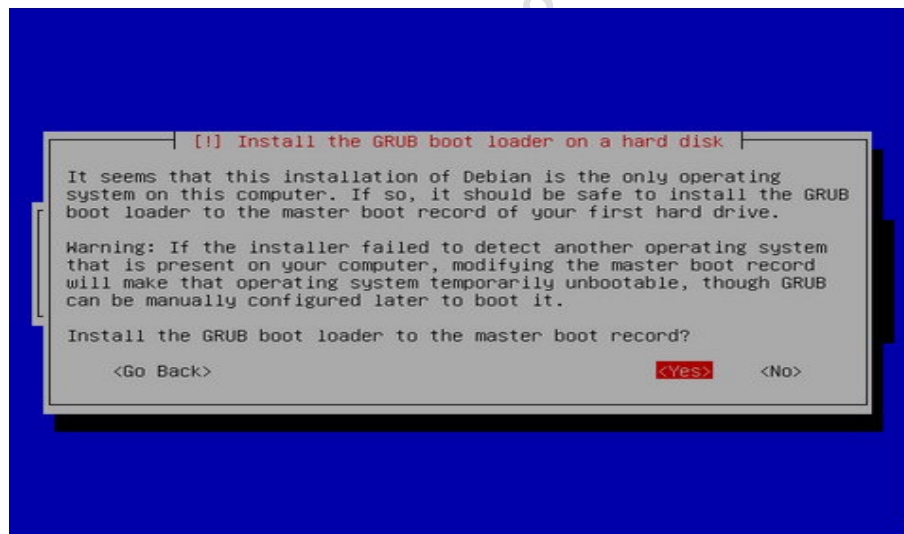 [!] Install the GRUB boot loader on a hard disk
It seems that this installation of Debian is the only operating
system on this computer. If so, it should be safe to install the GRUB
boot loader to the master boot record of your first hard drive.
Warning: If the installer failed to detect another operating system
that is present on your computer, modifying the master boot record
will make that operating system temporarily unbootable, though GRUB
can be manually configured later to boot it.
Install the GRUB boot loader to the master boot record?
<Go Back> <Yes> <No>